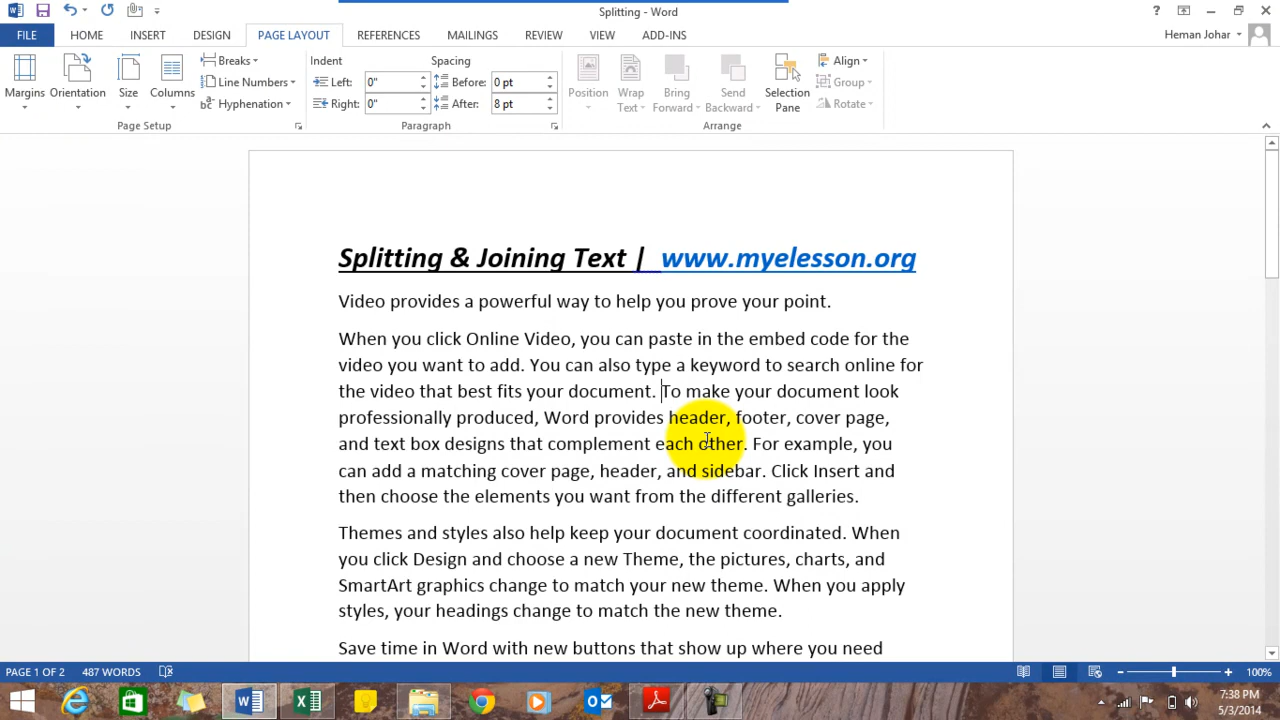 Splitting - Word
?
FILE HOME INSERT DESIGN PAGE LAYOUT REFERENCES MAILINGS REVIEW VIEW ADD-INS Heman Johar
Margins Orientation Size Columns
Breaks
Line Numbers
Hyphenation
Page Setup
Indent Spacing
Left: 0" Before: 0 pt
Right: 0" After: 8 pt
Paragraph
Position Wrap Text Bring Forward Send Backward Selection Pane
Align
Group
Rotate
Arrange
Splitting & Joining Text | www.myelesson.org
Video provides a powerful way to help you prove your point.
When you click Online Video, you can paste in the embed code for the
video you want to add. You can also type a keyword to search online for
the video that best fits your document. To make your document look
professionally produced, Word provides header, footer, cover page,
and text box designs that complement each other. For example, you
can add a matching cover page, header, and sidebar. Click Insert and
then choose the elements you want from the different galleries.
Themes and styles also help keep your document coordinated. When
you click Design and choose a new Theme, the pictures, charts, and
SmartArt graphics change to match your new theme. When you apply
styles, your headings change to match the new theme.
Save time in Word with new buttons that show up where you need
PAGE 1 OF 2 487 WORDS 100%
7:38 PM
5/3/2014